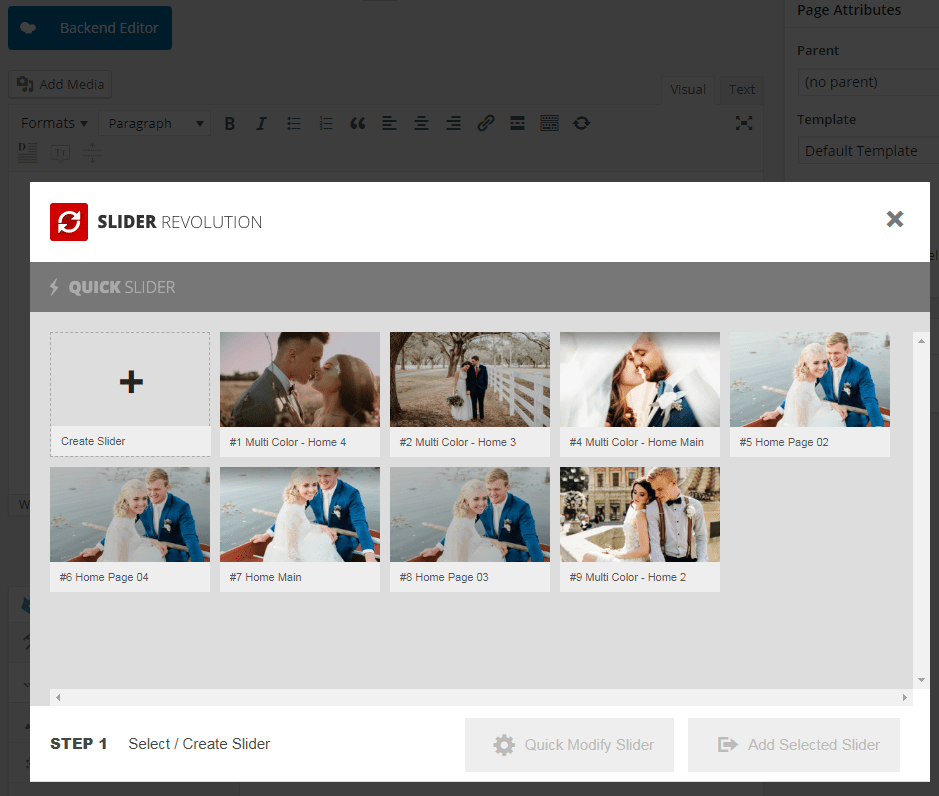 Backend Editor
Page Attributes
Parent
Add Media
(no parent)
Visual
Text
Formats
Paragraph
B
I
Template
Default Template
SLIDER REVOLUTION
QUICK SLIDER
Create Slider
#1 Multi Color - Home 4
#2 Multi Color - Home 3
#4 Multi Color - Home Main
#5 Home Page 02
#6 Home Page 04
#7 Home Main
#8 Home Page 03
#9 Multi Color - Home 2
STEP 1
Select / Create Slider
Quick Modify Slider
Add Selected Slider